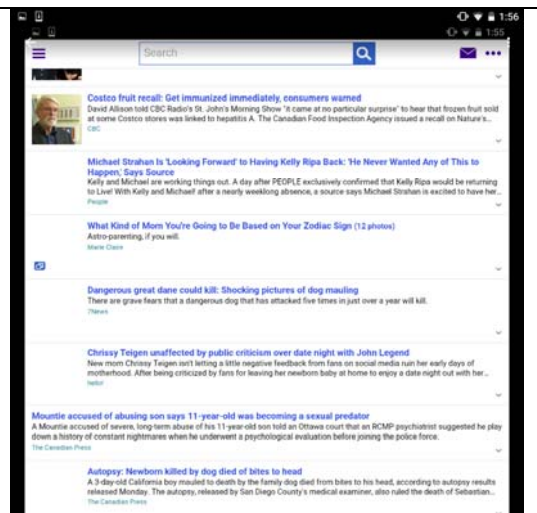 1:56
1:55
Search
Costco fruit recall: Get immunized immediately, consumers warned
David Allison told CBC Radio's St. John's Morning Show "it came at no particular surprise" to hear that frozen fruit sold
at some Costco stores was linked to hepatitis A. The Canadian Food Inspection Agency issued a recall on Nature's...
CBC
Michael Strahan Is 'Looking Forward' to Having Kelly Ripa Back: 'He Never Wanted Any of This to
Happen,' Says Source
Kelly and Michael are working things out. A day after PEOPLE exclusively confirmed that Kelly Ripa would be returning
to Live! With Kelly and Michael! after a nearly weeklong absence, a source says Michael Strahan is excited to have her...
People
What Kind of Mom You're Going to Be Based on Your Zodiac Sign (12 photos)
Astro-parenting, if you will.
Marie Claire
Dangerous great dane could kill: Shocking pictures of dog mauling
There are grave fears that a dangerous dog that has attacked five times in just over a year will kill.
7News
Chrissy Teigen unaffected by public criticism over date night with John Legend
New mom Chrissy Teigen isn't letting a little negative feedback from fans on social media ruin her early days of
motherhood. After being criticized by fans for leaving her newborn baby at home to enjoy a date night out with her...
hello!
Mountie accused of abusing son says 11-year-old was becoming a sexual predator
A Mountie accused of severe, long-term abuse of his 11-year-old son told an Ottawa court that an RCMP psychiatrist suggested he play
down a history of constant nightmares when he underwent a psychological evaluation before joining the police force.
The Canadian Press
Autopsy: Newborn killed by dog died of bites to head
A 3-day-old California boy mauled to death by the family dog died from bites to his head, according to autopsy results
released Monday. The autopsy, released by San Diego County's medical examiner, also ruled the death of Sebastian...
The Canadian Press